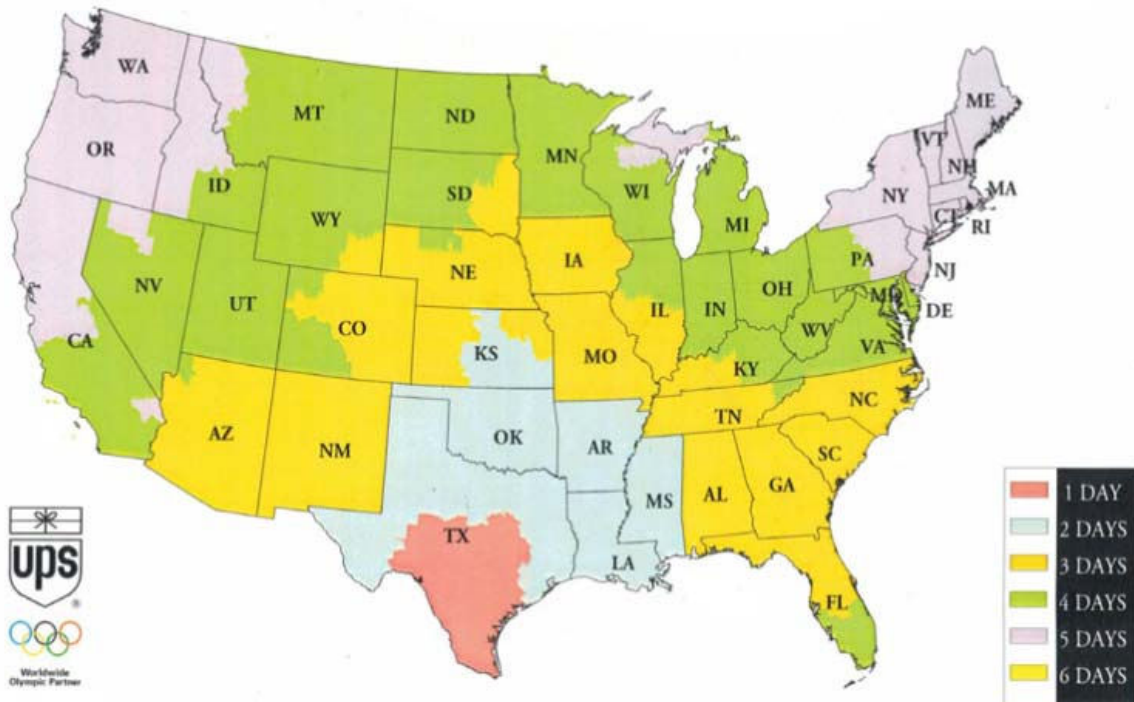 WA
MT
ND
ME
OR
MN
VT
NH
ID
SD
WI
NY
MA
WY
CT
RI
MI
IA
PA
NJ
NE
NV
OH
UT
IL
IN
MD
DE
CO
WV
CA
KS
VA
MO
KY
NC
TN
AZ
OK
AR
NM
SC
MS
AL
GA
TX
LA
FL
1 DAY
2 DAYS
3 DAYS
4 DAYS
5 DAYS
6 DAYS
ups
®
Worldwide
Olympic Partner